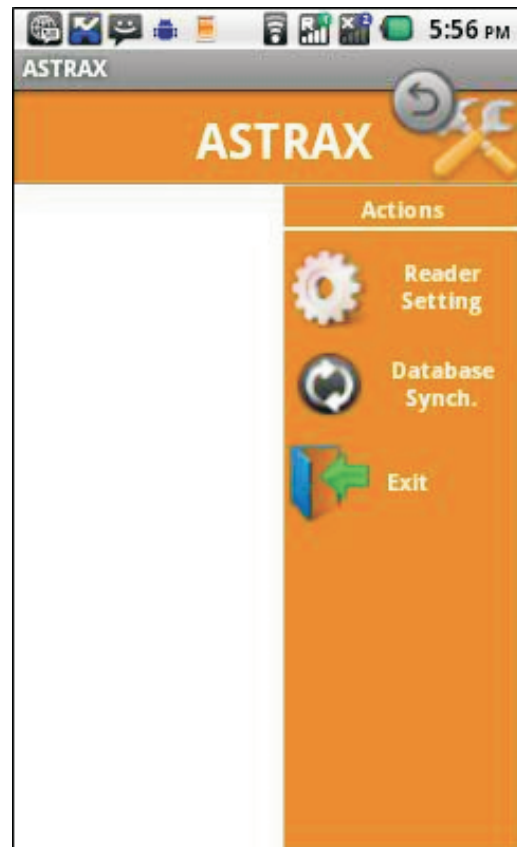 5:56 PM
ASTRAX
ASTRAX
Actions
Reader
Setting
Database
Synch.
Exit